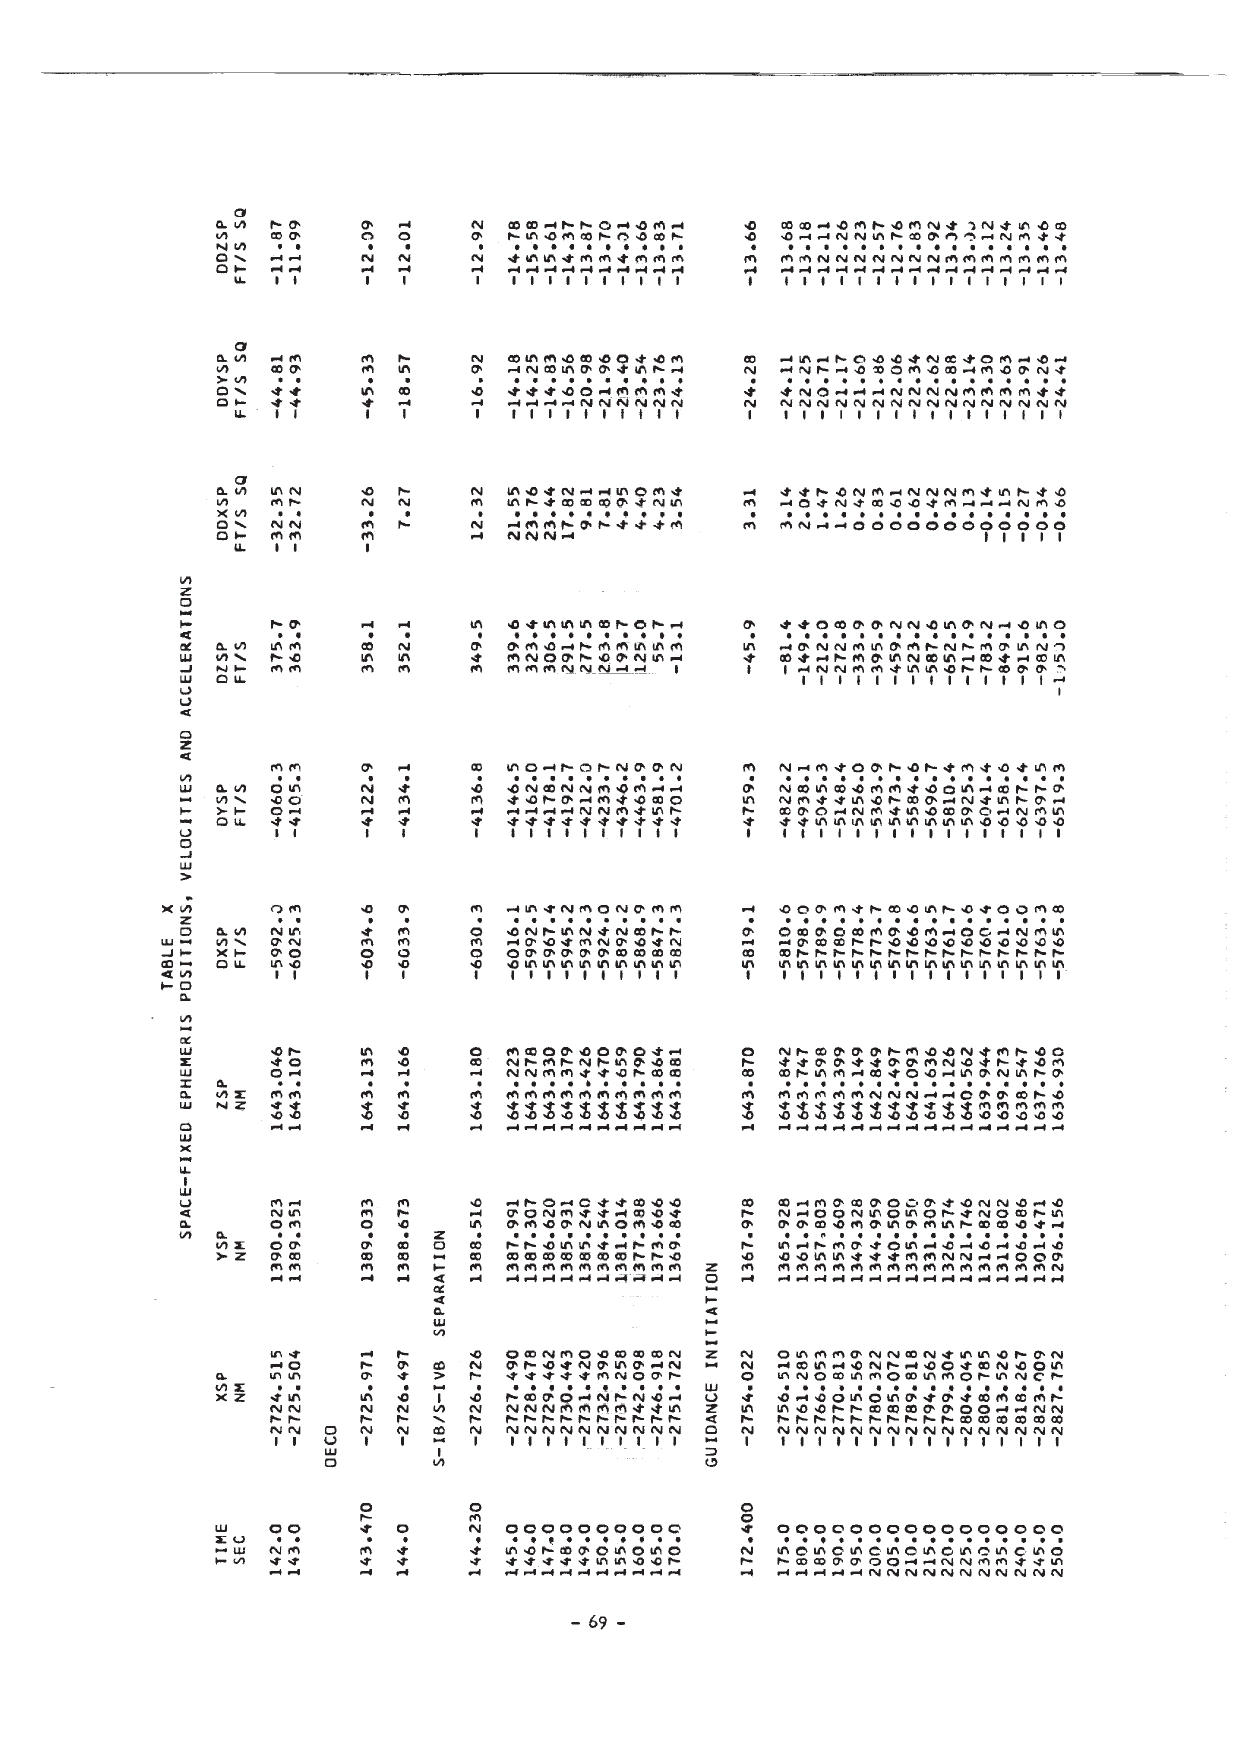 TABLE X
SPACE-FIXED EPHEMERIS POSITIONS, VELOCITIES AND ACCELERATIONS
TIME XSP YSP ZSP DXSP DYSP DZSP DDXSP DDYSP DDZSP
SEC NM NM NM FT/S FT/S FT/S FT/S SQ FT/S SQ FT/S SQ
142.0 -2724.515 1390.023 1643.046 -5992.0 -4060.3 375.7 -32.35 -44.81 -11.87
143.0 -2725.504 1389.351 1643.107 -6025.3 -4105.3 363.9 -32.72 -44.93 -11.99
OECO
143.470 -2725.971 1389.033 1643.135 -6034.6 -4122.9 358.1 -33.26 -45.33 -12.09
144.0 -2726.497 1388.673 1643.166 -6033.9 -4134.1 352.1 7.27 -18.57 -12.01
S-IB/S-IVB SEPARATION
144.230 -2726.726 1388.516 1643.180 -6030.3 -4136.8 349.5 12.32 -16.92 -12.92
145.0 -2727.490 1387.991 1643.223 -6016.1 -4146.5 339.6 21.55 -14.18 -14.78
146.0 -2728.478 1387.307 1643.278 -5992.5 -4162.0 323.4 23.76 -14.25 -15.58
147.0 -2729.462 1386.620 1643.330 -5967.4 -4178.1 306.5 23.44 -14.83 -15.61
148.0 -2730.443 1385.931 1643.379 -5945.2 -4192.7 291.5 17.82 -16.56 -14.37
149.0 -2731.420 1385.240 1643.426 -5932.3 -4212.0 277.5 9.81 -20.98 -13.87
150.0 -2732.396 1384.544 1643.470 -5924.0 -4233.7 263.8 7.81 -21.96 -13.70
155.0 -2737.258 1381.014 1643.659 -5892.2 -4346.2 193.7 4.95 -23.40 -14.01
160.0 -2742.098 1377.388 1643.790 -5868.9 -4463.9 125.0 4.40 -23.54 -13.66
165.0 -2746.918 1373.666 1643.864 -5847.3 -4581.9 55.7 4.23 -23.76 -13.83
170.0 -2751.722 1369.846 1643.881 -5827.3 -4701.2 -13.1 3.54 -24.13 -13.71
GUIDANCE INITIATION
172.400 -2754.022 1367.978 1643.870 -5819.1 -4759.3 -45.9 3.31 -24.28 -13.66
175.0 -2756.510 1365.928 1643.842 -5810.6 -4822.2 -81.4 3.14 -24.11 -13.68
180.0 -2761.285 1361.911 1643.747 -5798.0 -4938.1 -149.4 2.04 -22.25 -13.18
185.0 -2766.053 1357.803 1643.598 -5789.9 -5045.3 -212.0 1.47 -20.71 -12.11
190.0 -2770.813 1353.609 1643.399 -5780.3 -5148.4 -272.8 1.26 -21.17 -12.26
195.0 -2775.569 1349.328 1643.149 -5778.4 -5256.0 -333.9 0.42 -21.60 -12.23
200.0 -2780.322 1344.959 1642.849 -5773.7 -5363.9 -395.9 0.83 -21.86 -12.57
205.0 -2785.072 1340.500 1642.497 -5769.8 -5473.7 -459.2 0.61 -22.06 -12.76
210.0 -2789.818 1335.950 1642.093 -5766.6 -5584.6 -523.2 0.62 -22.34 -12.83
215.0 -2794.562 1331.309 1641.636 -5763.5 -5696.7 -587.6 0.42 -22.62 -12.92
220.0 -2799.304 1326.574 1641.126 -5761.7 -5810.4 -652.5 0.32 -22.88 -13.04
225.0 -2804.045 1321.746 1640.562 -5760.6 -5925.3 -717.9 0.13 -23.14
230.0 -2808.785 1316.822 1639.944 -5760.4 -6041.4 -783.2 -0.14 -23.30 -13.12
235.0 -2813.526 1311.802 1639.273 -5761.0 -6158.6 -849.1 -0.15 -23.63 -13.24
240.0 -2818.267 1306.686 1638.547 -5762.0 -6277.4 -915.6 -0.27 -23.91 -13.35
245.0 -2823.009 1301.471 1637.766 -5763.3 -6397.5 -982.5 -0.34 -24.26 -13.46
250.0 -2827.752 1296.156 1636.930 -5765.8 -6519.3 -1050.0 -0.66 -24.41 -13.48
- 69 -